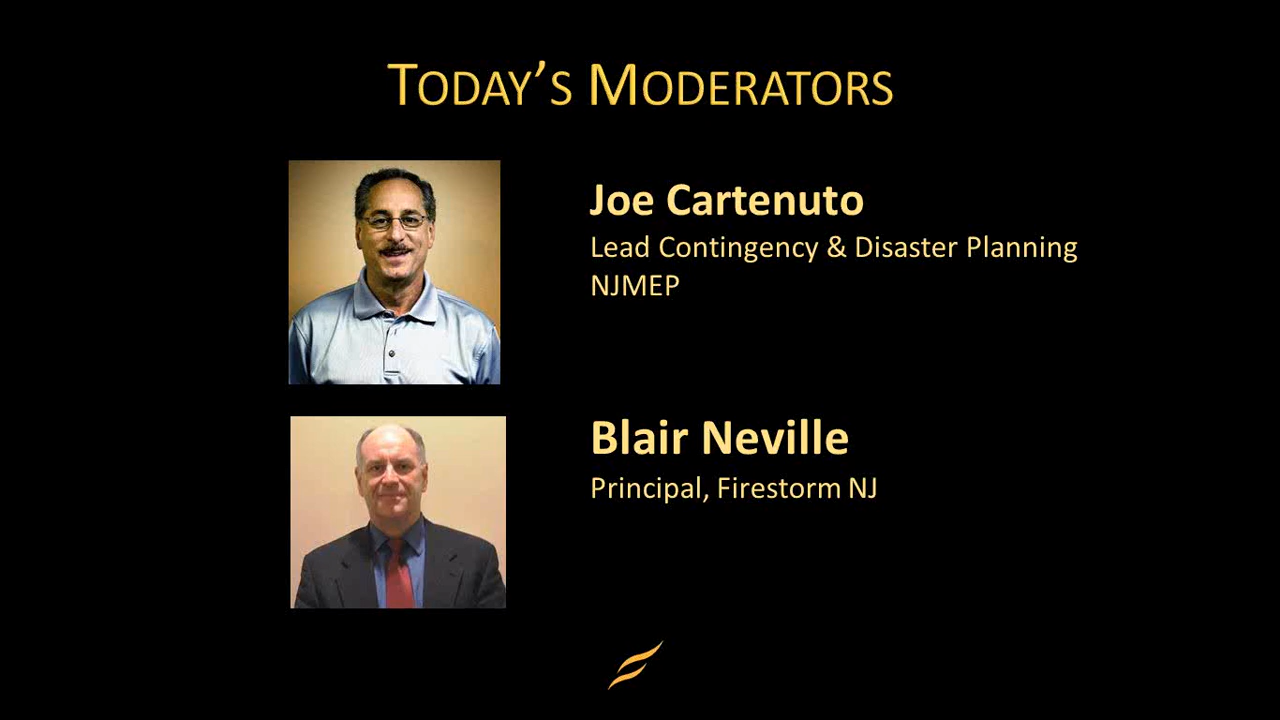 TODAY’S MODERATORS
Joe Cartenuto
Lead Contingency & Disaster Planning
NJMEP
Blair Neville
Principal, Firestorm NJ